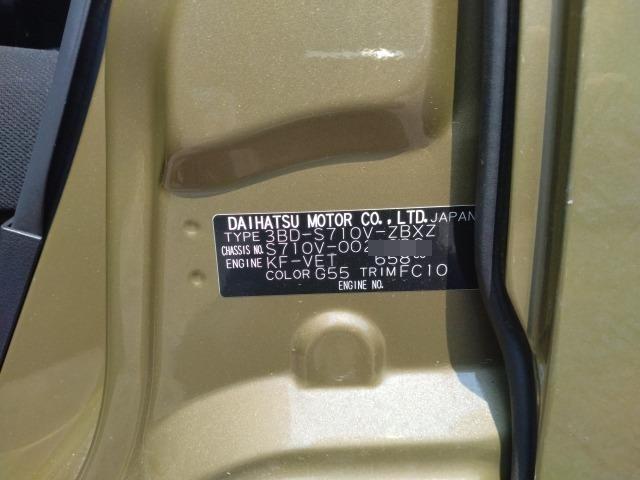 DAIHATSU MOTOR CO., LTD. JAPAN
TYPE 3BD-S710V-ZBXZ
CHASSIS NO. S710V-002
ENGINE KF-VET 658cc
COLOR G55 TRIM FC10
ENGINE NO.